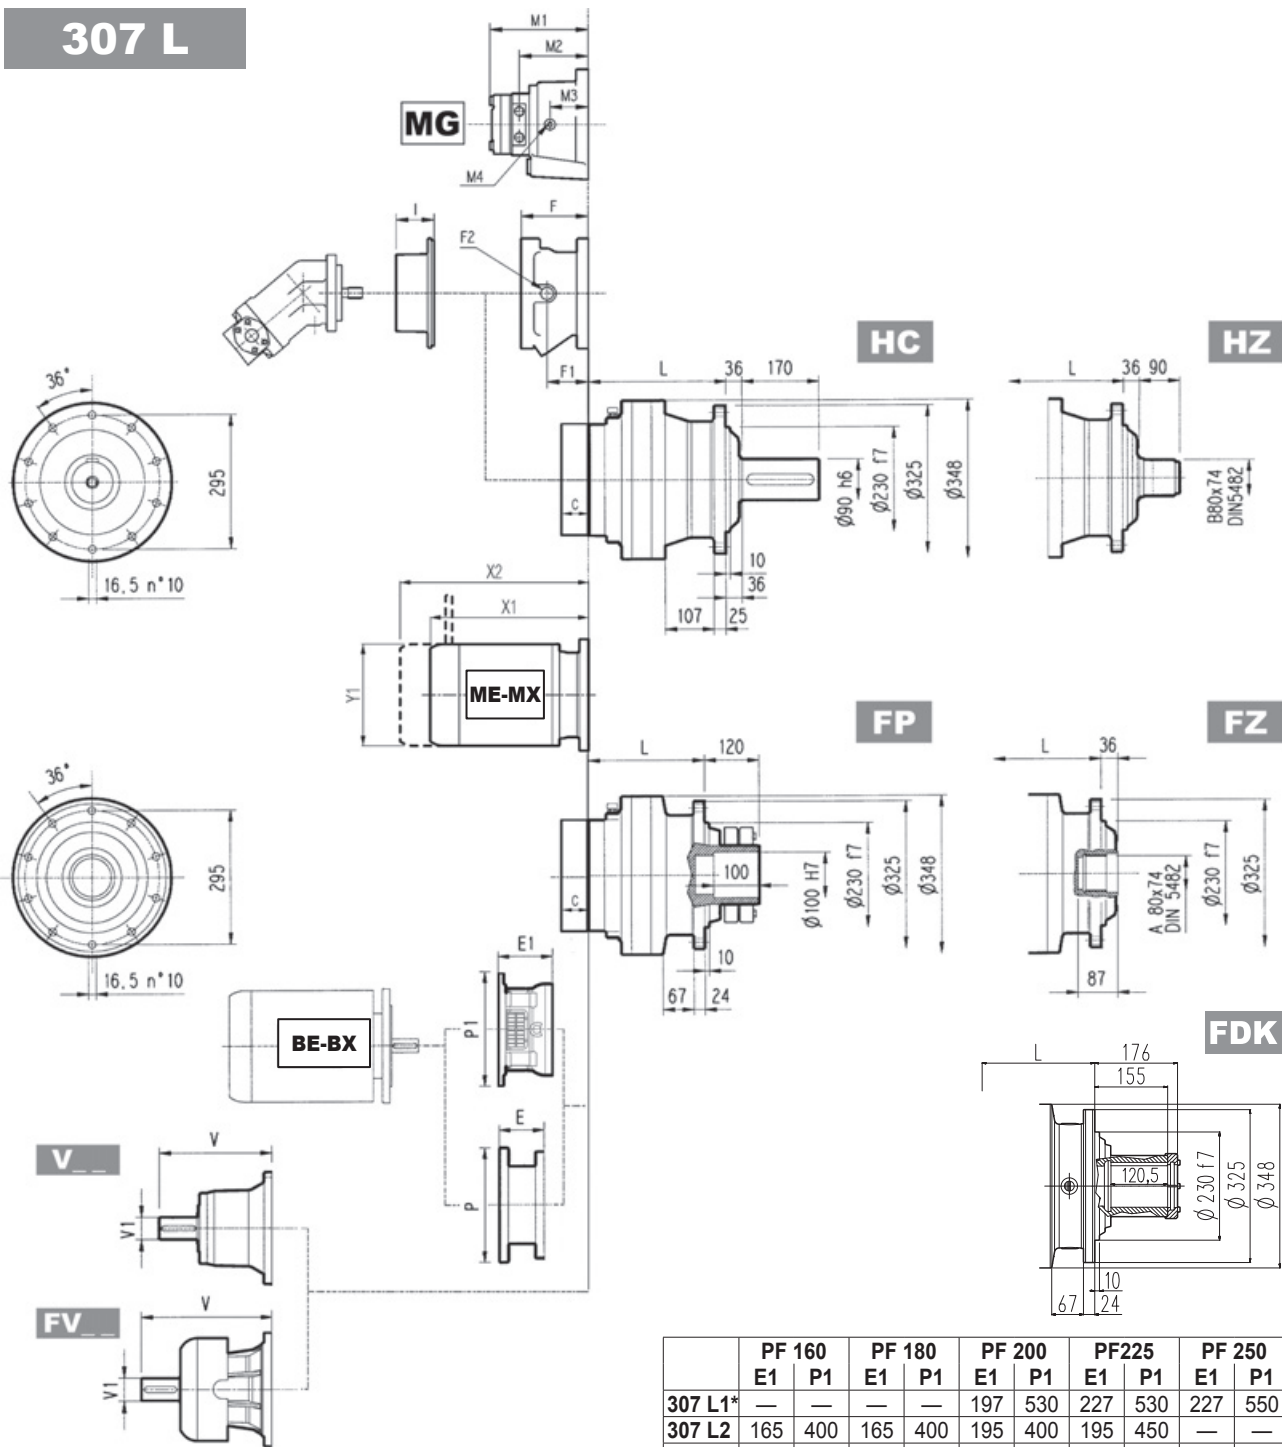 307 L
M1
M2
M3
MG
M4
I
F
F2
F1
HC
HZ
L 36 170
L 36 90
36°
295
16,5 n°10
C
Ø90 h6
Ø230 f7
Ø325
Ø348
10
36
107 25
B80x74
DIN5482
X2
X1
Y1
ME-MX
FP
FZ
L 120
L 36
36°
295
16,5 n°10
C
100
Ø100 H7
Ø230 f7
Ø325
Ø348
10
67 24
A 80x74
DIN 5482
Ø230 f7
Ø325
87
E1
P1
BE-BX
E
P
FDK
L 176
155
120,5
Ø 230 f7
Ø 325
Ø 348
10
67 24
V_ _
V
V1
FV_ _
V
V1
PF 160 PF 180 PF 200 PF225 PF 250
E1 P1 E1 P1 E1 P1 E1 P1 E1 P1
307 L1* — — — — 197 530 227 530 227 550
307 L2 165 400 165 400 195 400 195 450 — —